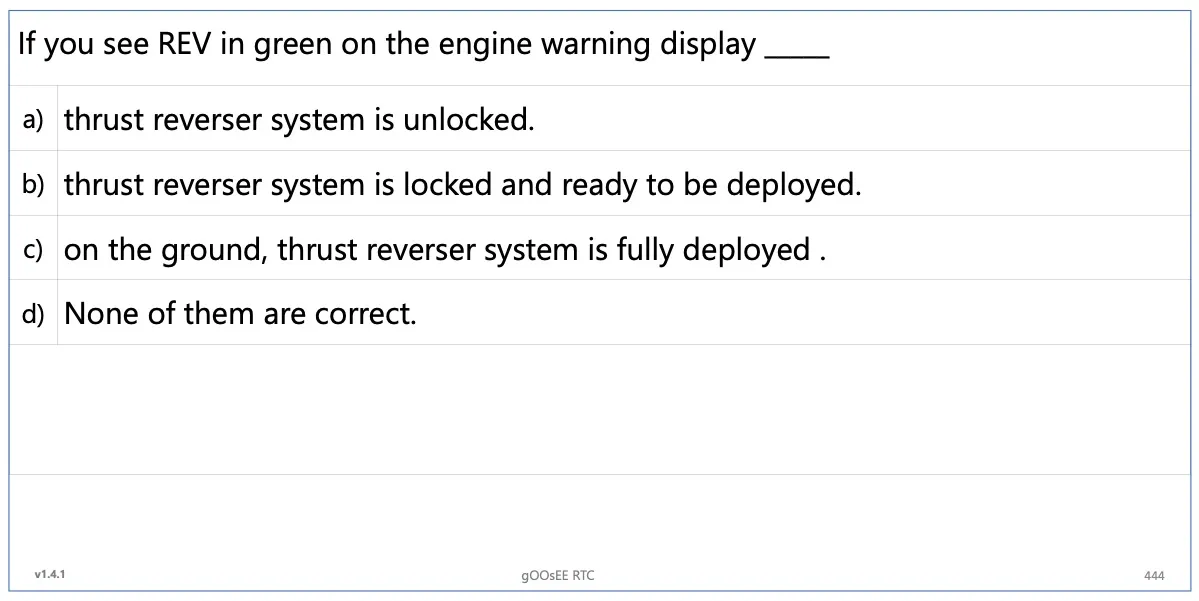 If you see REV in green on the engine warning display _____
a) thrust reverser system is unlocked.
b) thrust reverser system is locked and ready to be deployed.
c) on the ground, thrust reverser system is fully deployed .
d) None of them are correct.
v1.4.1 gOOsEE RTC 444